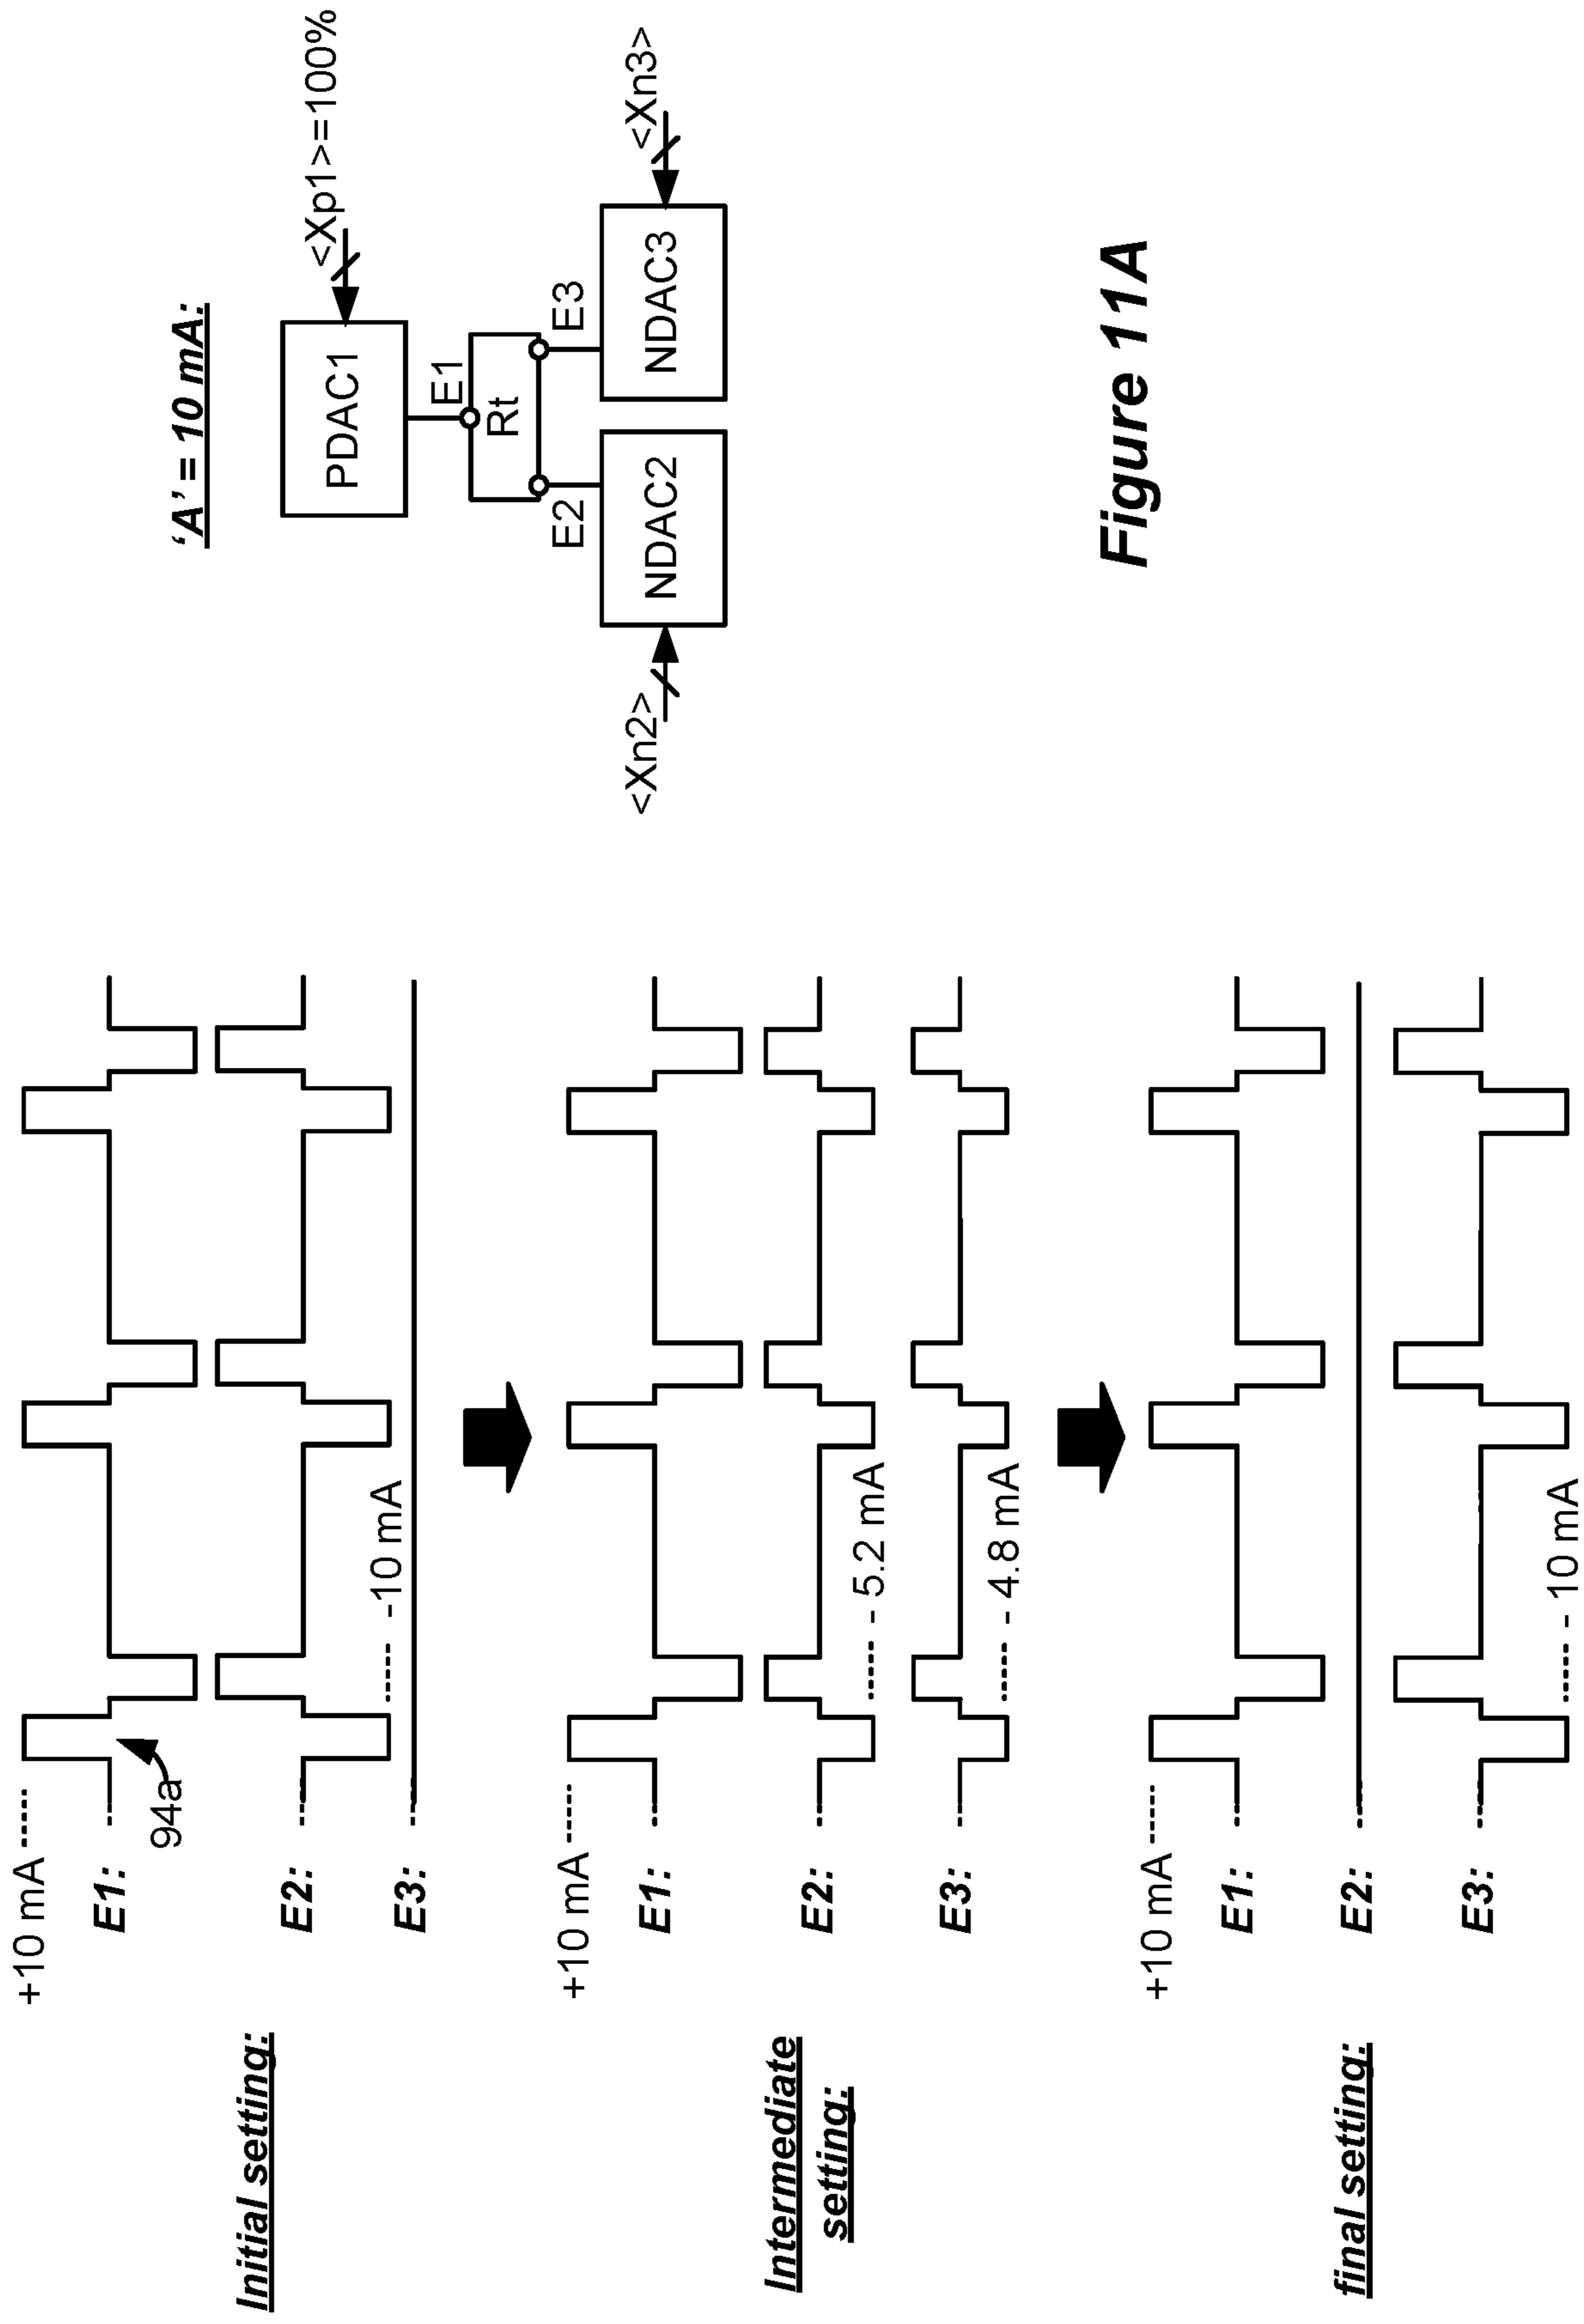 Initial setting:
+10 mA
E1:
94a
E2:
-10 mA
E3:
Intermediate
setting:
+10 mA
E1:
E2:
- 5.2 mA
E3:
- 4.8 mA
final setting:
+10 mA
E1:
E2:
E3:
- 10 mA
‘A’= 10 mA:
PDAC1
<Xp1>=100%
E1
Rt
E2
E3
<Xn2>
NDAC2
NDAC3
<Xn3>
Figure 11A